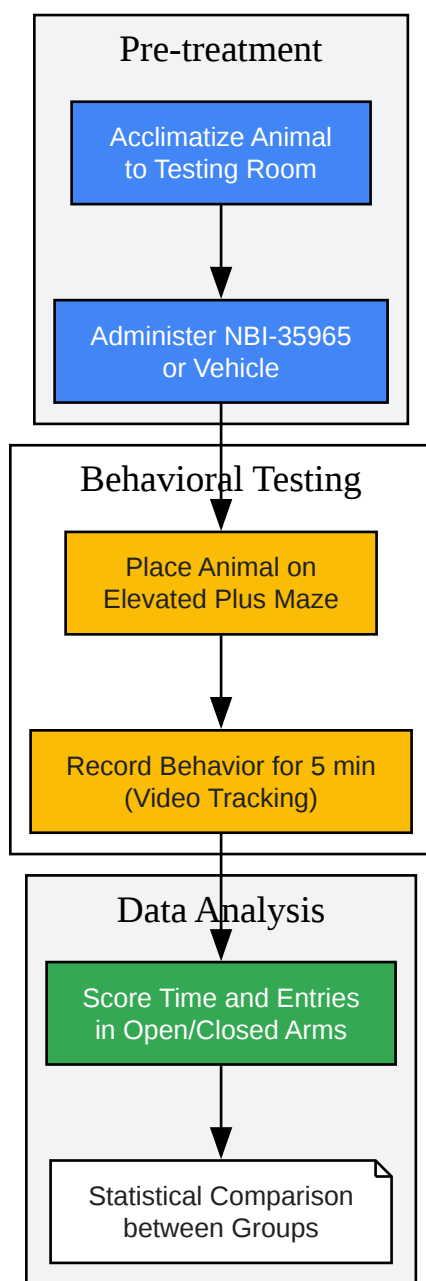 Pre-treatment
Acclimatize Animal
to Testing Room
Administer NBI-35965
or Vehicle
Behavioral Testing
Place Animal on
Elevated Plus Maze
Record Behavior for 5 min
(Video Tracking)
Data Analysis
Score Time and Entries
in Open/Closed Arms
Statistical Comparison
between Groups